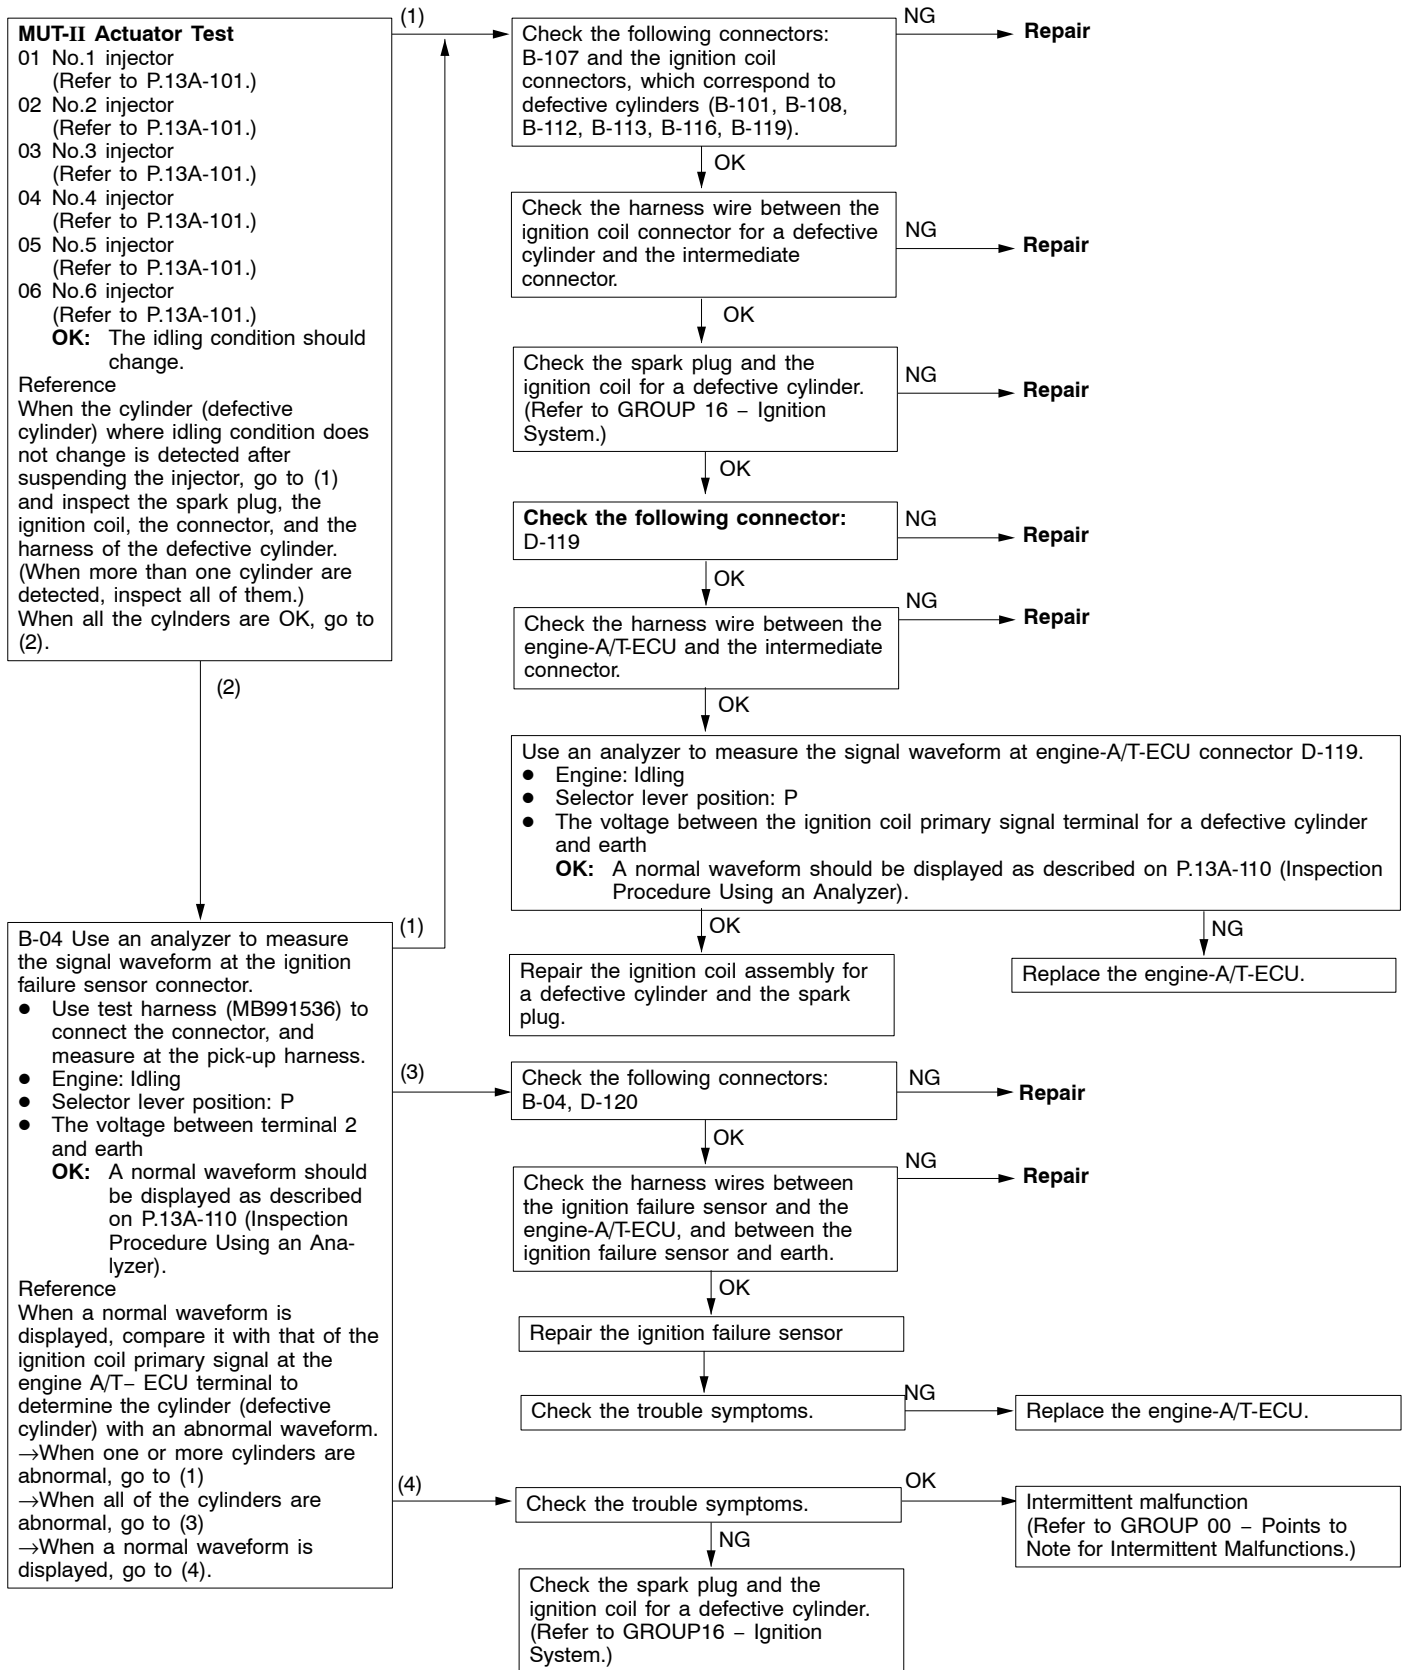 MUT-II Actuator Test
01 No.1 injector
(Refer to P.13A-101.)
02 No.2 injector
(Refer to P.13A-101.)
03 No.3 injector
(Refer to P.13A-101.)
04 No.4 injector
(Refer to P.13A-101.)
05 No.5 injector
(Refer to P.13A-101.)
06 No.6 injector
(Refer to P.13A-101.)
OK: The idling condition should
change.
Reference
When the cylinder (defective
cylinder) where idling condition does
not change is detected after
suspending the injector, go to (1)
and inspect the spark plug, the
ignition coil, the connector, and the
harness of the defective cylinder.
(When more than one cylinder are
detected, inspect all of them.)
When all the cylnders are OK, go to
(2).
(1)
Check the following connectors:
B-107 and the ignition coil
connectors, which correspond to
defective cylinders (B-101, B-108,
B-112, B-113, B-116, B-119).
NG
Repair
OK
Check the harness wire between the
ignition coil connector for a defective
cylinder and the intermediate
connector.
NG
Repair
OK
Check the spark plug and the
ignition coil for a defective cylinder.
(Refer to GROUP 16 – Ignition
System.)
NG
Repair
OK
Check the following connector:
D-119
NG
Repair
OK
Check the harness wire between the
engine-A/T-ECU and the intermediate
connector.
NG
Repair
OK
Use an analyzer to measure the signal waveform at engine-A/T-ECU connector D-119.
● Engine: Idling
● Selector lever position: P
● The voltage between the ignition coil primary signal terminal for a defective cylinder
and earth
OK: A normal waveform should be displayed as described on P.13A-110 (Inspection
Procedure Using an Analyzer).
OK
Repair the ignition coil assembly for
a defective cylinder and the spark
plug.
NG
Replace the engine-A/T-ECU.
(2)
B-04 Use an analyzer to measure
the signal waveform at the ignition
failure sensor connector.
● Use test harness (MB991536) to
connect the connector, and
measure at the pick-up harness.
● Engine: Idling
● Selector lever position: P
● The voltage between terminal 2
and earth
OK: A normal waveform should
be displayed as described
on P.13A-110 (Inspection
Procedure Using an Ana-
lyzer).
Reference
When a normal waveform is
displayed, compare it with that of the
ignition coil primary signal at the
engine A/T– ECU terminal to
determine the cylinder (defective
cylinder) with an abnormal waveform.
→When one or more cylinders are
abnormal, go to (1)
→When all of the cylinders are
abnormal, go to (3)
→When a normal waveform is
displayed, go to (4).
(1)
(3)
Check the following connectors:
B-04, D-120
NG
Repair
OK
Check the harness wires between
the ignition failure sensor and the
engine-A/T-ECU, and between the
ignition failure sensor and earth.
NG
Repair
OK
Repair the ignition failure sensor
Check the trouble symptoms.
NG
Replace the engine-A/T-ECU.
(4)
Check the trouble symptoms.
OK
Intermittent malfunction
(Refer to GROUP 00 – Points to
Note for Intermittent Malfunctions.)
NG
Check the spark plug and the
ignition coil for a defective cylinder.
(Refer to GROUP16 – Ignition
System.)